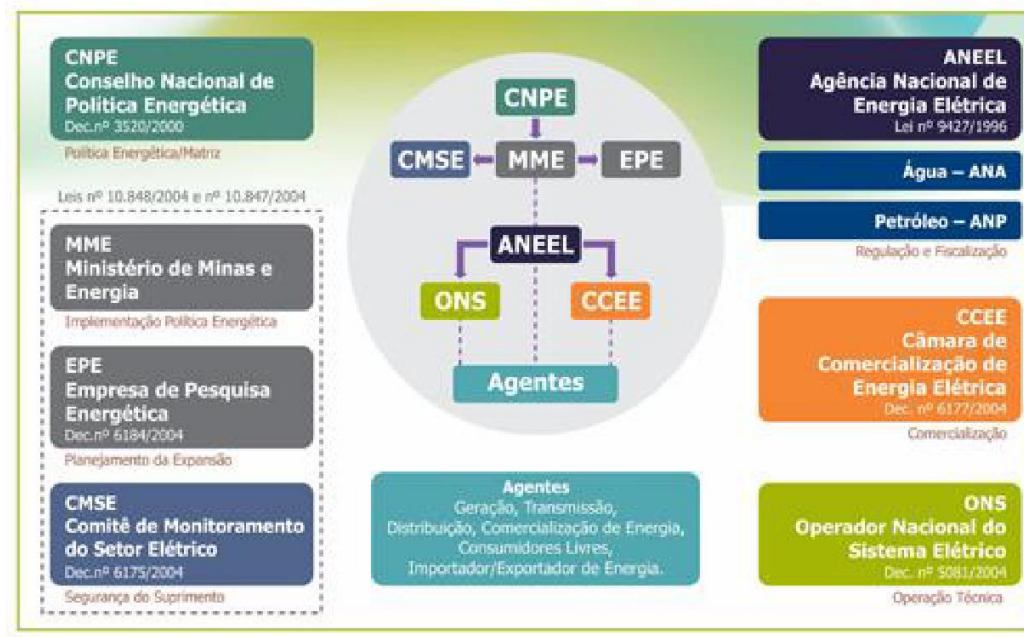 CNPE
Conselho Nacional de
Política Energética
Dec.nº 3520/2000
Política Energética/Matriz
Leis nº 10.848/2004 e nº 10.847/2004
MME
Ministério de Minas e
Energia
Implementação Política Energética
EPE
Empresa de Pesquisa
Energética
Dec.nº 6184/2004
Planejamento da Expansão
CMSE
Comitê de Monitoramento
do Setor Elétrico
Dec.nº 6175/2004
Segurança do Suprimento
CNPE
CMSE
MME
EPE
ANEEL
ONS
CCEE
Agentes
Agentes
Geração, Transmissão,
Distribuição, Comercialização de Energia,
Consumidores Livres,
Importador/Exportador de Energia.
ANEEL
Agência Nacional de
Energia Elétrica
Lei nº 9427/1996
Água – ANA
Petróleo – ANP
Regulação e Fiscalização
CCEE
Câmara de
Comercialização de
Energia Elétrica
Dec. nº 6177/2004
Comercialização
ONS
Operador Nacional do
Sistema Elétrico
Dec. nº 5081/2004
Operação Técnica